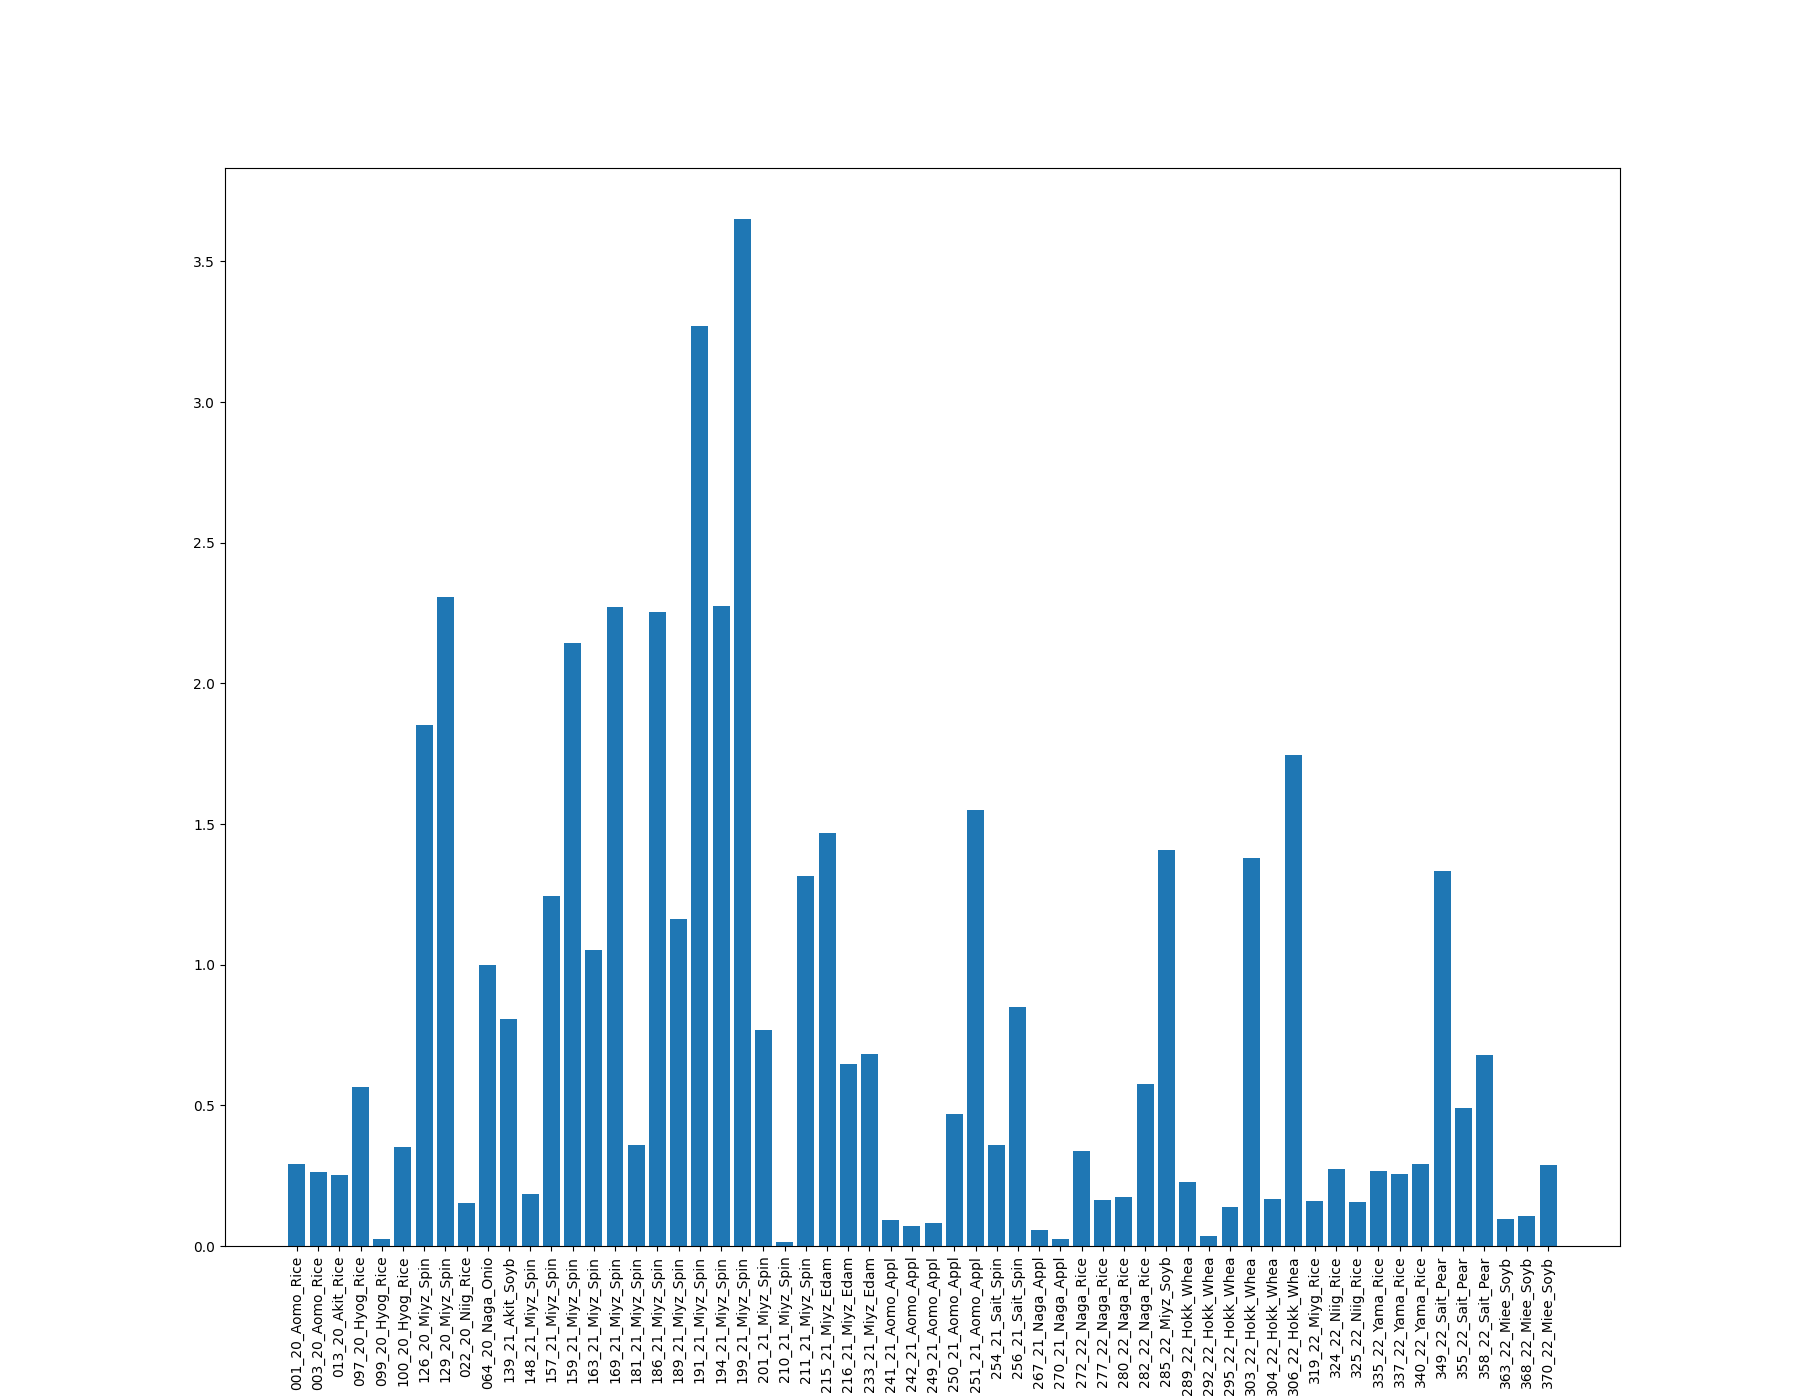 3.5
3.0
2.5
2.0
1.5
1.0
0.5
0.0
001_20_Aomo_Rice
003_20_Aomo_Rice
013_20_Akit_Rice
097_20_Hyog_Rice
099_20_Hyog_Rice
100_20_Hyog_Rice
126_20_Miyz_Spin
129_20_Miyz_Spin
022_20_Niig_Rice
064_20_Naga_Onio
139_21_Akit_Soyb
148_21_Miyz_Spin
157_21_Miyz_Spin
159_21_Miyz_Spin
163_21_Miyz_Spin
169_21_Miyz_Spin
181_21_Miyz_Spin
186_21_Miyz_Spin
189_21_Miyz_Spin
191_21_Miyz_Spin
194_21_Miyz_Spin
199_21_Miyz_Spin
201_21_Miyz_Spin
210_21_Miyz_Spin
211_21_Miyz_Spin
215_21_Miyz_Edam
216_21_Miyz_Edam
233_21_Miyz_Edam
241_21_Aomo_Appl
242_21_Aomo_Appl
249_21_Aomo_Appl
250_21_Aomo_Appl
251_21_Aomo_Appl
254_21_Sait_Spin
256_21_Sait_Spin
267_21_Naga_Appl
270_21_Naga_Appl
272_22_Naga_Rice
277_22_Naga_Rice
280_22_Naga_Rice
282_22_Naga_Rice
285_22_Miyz_Soyb
289_22_Hokk_Whea
292_22_Hokk_Whea
295_22_Hokk_Whea
303_22_Hokk_Whea
304_22_Hokk_Whea
306_22_Hokk_Whea
319_22_Miyg_Rice
324_22_Niig_Rice
325_22_Niig_Rice
335_22_Yama_Rice
337_22_Yama_Rice
340_22_Yama_Rice
349_22_Sait_Pear
355_22_Sait_Pear
358_22_Sait_Pear
363_22_Miee_Soyb
368_22_Miee_Soyb
370_22_Miee_Soyb